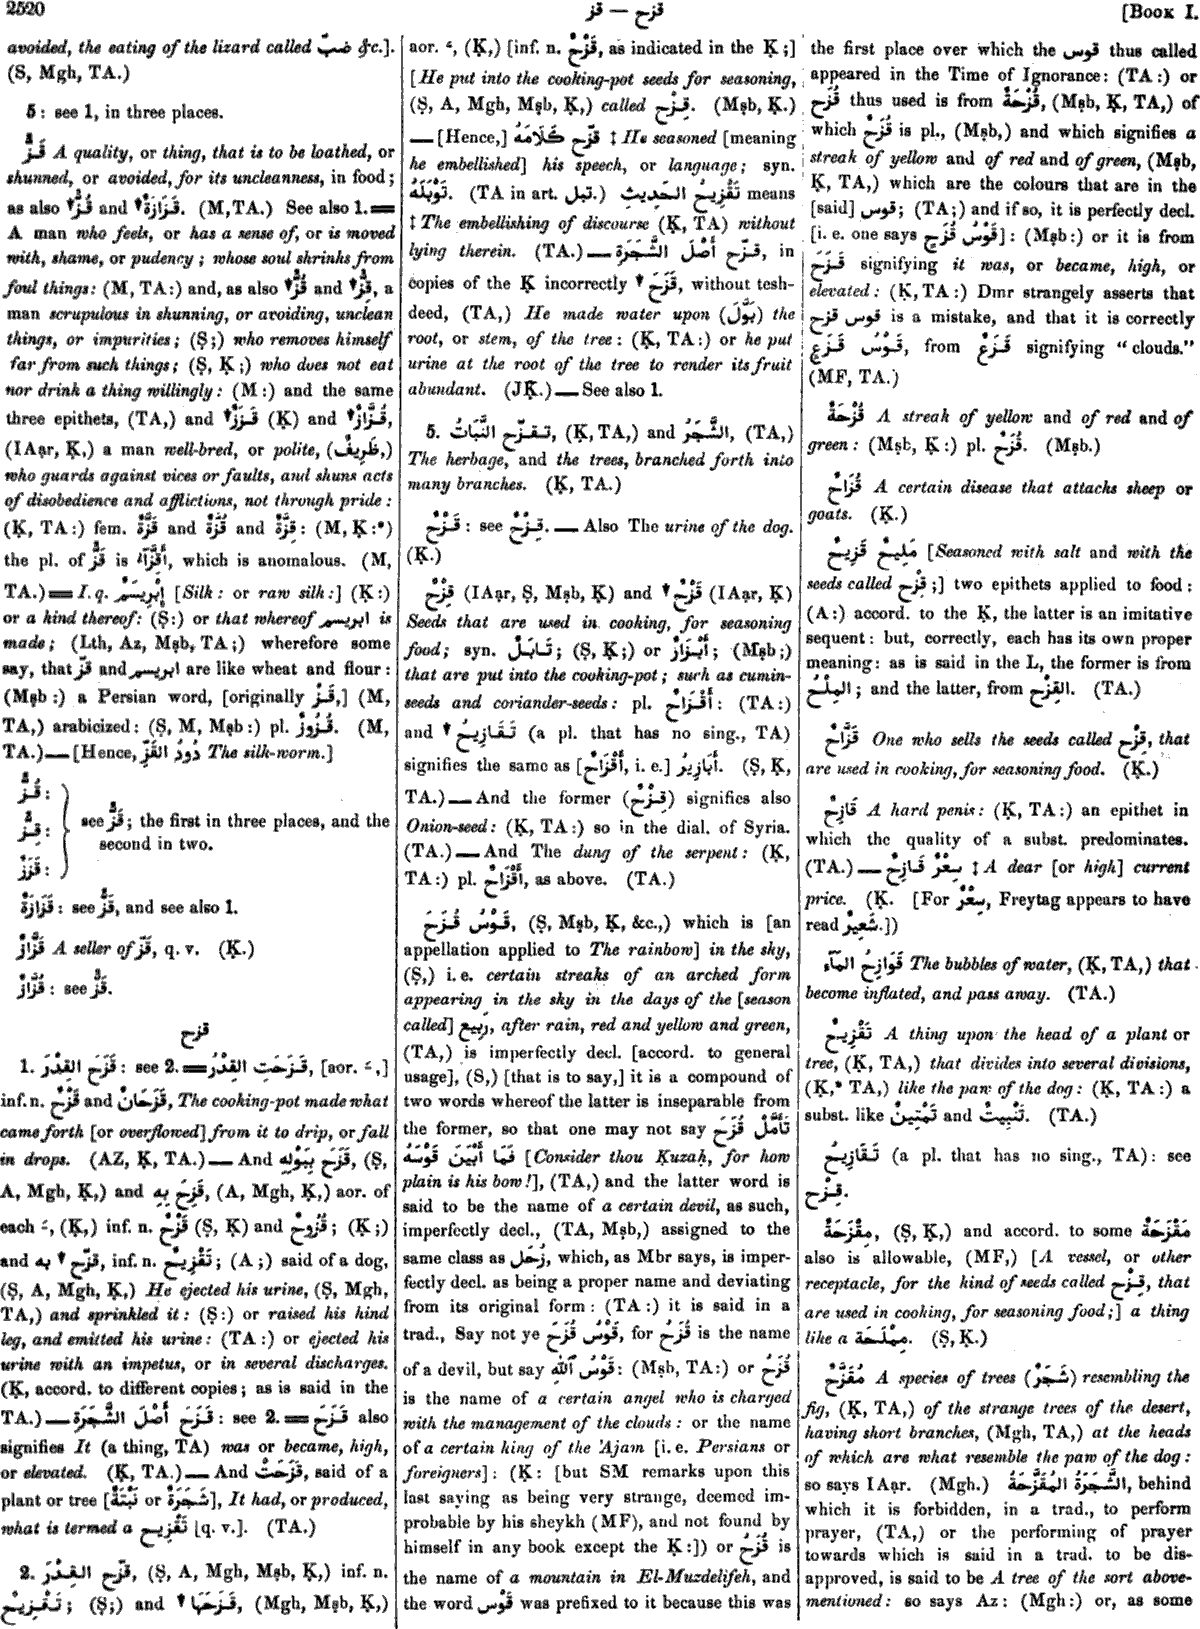 2520
قزح — قز
[Book I.
avoided, the eating of the lizard called ضبّ &c.].
(S, Mgh, TA.)
5 : see 1, in three places.
قَزٌّ A quality, or thing, that is to be loathed, or
shunned, or avoided, for its uncleanness, in food;
as also ↑ قُزٌّ and ↑ قَزَازَةٌ. (M, TA.) See also 1. ═
A man who feels, or has a sense of, or is moved
with, shame, or pudency ; whose soul shrinks from
foul things: (M, TA:) and, as also ↑ قُزٌّ and ↑ قِزٌّ, a
man scrupulous in shunning, or avoiding, unclean
things, or impurities; (Ṣ;) who removes himself
far from such things; (Ṣ, Ḳ;) who does not eat
nor drink a thing willingly: (M:) and the same
three epithets, (TA,) and ↑ قَزَزٌ (Ḳ) and ↑ قُزَّازٌ,
(IAạr, Ḳ,) a man well-bred, or polite, (ظَرِيفٌ,)
who guards against vices or faults, and shuns acts
of disobedience and afflictions, not through pride:
(Ḳ, TA:) fem. قَزَّةٌ and قُزَّةٌ and قِزَّةٌ: (M, Ḳ:*)
the pl. of قَزٌّ is أَقِزَّآءُ, which is anomalous. (M,
TA.) ═ I. q. إِبْرِيسَمٌ [Silk: or raw silk:] (Ḳ:)
or a kind thereof: (Ṣ:) or that whereof ابريسم is
made; (Lth, Az, Mṣb, TA;) wherefore some
say, that قزّ and ابريسم are like wheat and flour:
(Mṣb:) a Persian word, [originally قَز,] (M,
TA,) arabicized: (Ṣ, M, Mṣb:) pl. قُزُوزٌ. (M,
TA.) — [Hence, دُودُ القَزِّ The silk-worm.]
قُزٌّ :
قِزٌّ :
قَزَزٌ :
see قَزٌّ; the first in three places, and the
second in two.
قَزَازَةٌ : see قَزٌّ, and see also 1.
قَزَّازٌ A seller of قَزّ, q. v. (Ḳ.)
قُزَّازٌ : see قَزٌّ.
قزح
1. قَزَحَ القِدْرَ : see 2. ═ قَزَحَتِ القِدْرُ, [aor. ـَ,]
inf. n. قَزْحٌ and قَزَحَانٌ, The cooking-pot made what
came forth [or overflowed] from it to drip, or fall
in drops. (AZ, Ḳ, TA.) — And قَزَحَ بِبَوْلِهِ, (Ṣ,
A, Mgh, Ḳ,) and قَزِحَ بِهِ, (A, Mgh, Ḳ,) aor. of
each ـَ, (Ḳ,) inf. n. قَزْحٌ (Ṣ, Ḳ) and قُزُوحٌ ; (Ḳ;)
and ↑ قزّح به, inf. n. تَقْزِيحٌ ; (A;) said of a dog,
(Ṣ, A, Mgh, Ḳ,) He ejected his urine, (Ṣ, Mgh,
TA,) and sprinkled it: (Ṣ:) or raised his hind
leg, and emitted his urine: (TA:) or ejected his
urine with an impetus, or in several discharges.
(Ḳ, accord. to different copies; as is said in the
TA.) — قَزَحَ أَصْلَ الشَّجَرَةِ : see 2. ═ قَزَحَ also
signifies It (a thing, TA) was or became, high,
or elevated. (Ḳ, TA.) — And قَزَحَتْ, said of a
plant or tree [شَجَرَةٌ or نَبْتَةٌ], It had, or produced,
what is termed a تَقْزِيح [q. v.]. (TA.)
2. قزّح القِدْرَ, (Ṣ, A, Mgh, Mṣb, Ḳ,) inf. n.
تَقْزِيحٌ ; (Ṣ;) and ↑ قَزَحَهَا, (Mgh, Mṣb, Ḳ,)
aor. ـَ, (Ḳ,) [inf. n. قَزْحٌ, as indicated in the Ḳ;]
[He put into the cooking-pot seeds for seasoning,
(Ṣ, A, Mgh, Mṣb, Ḳ,) called قِزْح. (Mṣb, Ḳ.)
— [Hence,] قزّح كَلَامَهُ ‡ He seasoned [meaning
he embellished] his speech, or language; syn.
تَوْبَلَهُ. (TA in art. تبل.) تَقْزِيحُ الحَدِيثِ means
‡ The embellishing of discourse (Ḳ, TA) without
lying therein. (TA.) — قزّح أَصْلَ الشَّجَرَةِ, in
copies of the Ḳ incorrectly ↑ قَزَحَ, without tesh-
deed, (TA,) He made water upon (بَوَّلَ) the
root, or stem, of the tree: (Ḳ, TA:) or he put
urine at the root of the tree to render its fruit
abundant. (JḲ.) — See also 1.
5. تقزّح النَّبَاتُ, (Ḳ, TA,) and الشَّجَرُ, (TA,)
The herbage, and the trees, branched forth into
many branches. (Ḳ, TA.)
قَزْحٌ : see قِزْحٌ. — Also The urine of the dog.
(Ḳ.)
قِزْحٌ (IAạr, Ṣ, Mṣb, Ḳ) and ↑ قَزْحٌ (IAạr, Ḳ)
Seeds that are used in cooking, for seasoning
food; syn. تَابَلٌ ; (Ṣ, Ḳ;) or أَبْزَارٌ ; (Mṣb;)
that are put into the cooking-pot; such as cumin-
seeds and coriander-seeds: pl. أَقْزَاحٌ : (TA:)
and ↑ تَقَازِيحُ (a pl. that has no sing., TA)
signifies the same as [أَقْزَاحٌ, i. e.] أَبَازِيرُ. (Ṣ, Ḳ,
TA.) — And the former (قِزْحٌ) signifies also
Onion-seed: (Ḳ, TA:) so in the dial. of Syria.
(TA.) — And The dung of the serpent: (Ḳ,
TA:) pl. أَقْزَاحٌ, as above. (TA.)
قَوْسُ قُزَحَ, (Ṣ, Mṣb, Ḳ, &c.,) which is [an
appellation applied to The rainbow] in the sky,
(Ṣ,) i. e. certain streaks of an arched form
appearing in the sky in the days of the [season
called] رَبِيع, after rain, red and yellow and green,
(TA,) is imperfectly decl. [accord. to general
usage], (S,) [that is to say,] it is a compound of
two words whereof the latter is inseparable from
the former, so that one may not say تَأَمَّلْ قُزَحَ
فَمَا أَبْيَنَ قَوْسَهُ [Consider thou Ḳuzaḥ, for how
plain is his bow!], (TA,) and the latter word is
said to be the name of a certain devil, as such,
imperfectly decl., (TA, Mṣb,) assigned to the
same class as زُحَل, which, as Mbr says, is imper-
fectly decl. as being a proper name and deviating
from its original form: (TA:) it is said in a
trad., Say not ye قَوْسُ قُزَحَ, for قُزَحُ is the name
of a devil, but say قَوْسُ ٱللّٰهِ: (Mṣb, TA:) or قُزَحُ
is the name of a certain angel who is charged
with the management of the clouds: or the name
of a certain king of the 'Ajam [i. e. Persians or
foreigners]: (Ḳ: [but SM remarks upon this
last saying as being very strange, deemed im-
probable by his sheykh (MF), and not found by
himself in any book except the Ḳ:]) or قُزَحُ is
the name of a mountain in El-Muzdelifeh, and
the word قَوْس was prefixed to it because this was
the first place over which the قوس thus called
appeared in the Time of Ignorance: (TA:) or
قُزَح thus used is from قُزْحَةٌ, (Mṣb, Ḳ, TA,) of
which قُزَحٌ is pl., (Mṣb,) and which signifies a
streak of yellow and of red and of green, (Mṣb,
Ḳ, TA,) which are the colours that are in the
[said] قوس; (TA;) and if so, it is perfectly decl.
[i. e. one says قَوْسُ قُزَحٍ]: (Mṣb:) or it is from
قَزَحَ signifying it was, or became, high, or
elevated: (Ḳ, TA:) Dmr strangely asserts that
قوس قزح is a mistake, and that it is correctly
قَوْسُ قَزَعٍ, from قَزَعٌ signifying "clouds."
(MF, TA.)
قُزْحَةٌ A streak of yellow and of red and of
green: (Mṣb, Ḳ:) pl. قُزَحٌ. (Mṣb.)
قُزَاحٌ A certain disease that attacks sheep or
goats. (Ḳ.)
مَلِيحٌ قَزِيحٌ [Seasoned with salt and with the
seeds called قِزْح;] two epithets applied to food:
(A:) accord. to the Ḳ, the latter is an imitative
sequent: but, correctly, each has its own proper
meaning: as is said in the L, the former is from
المِلْحُ ; and the latter, from القِزْح. (TA.)
قَزَّاحٌ One who sells the seeds called قِزْح, that
are used in cooking, for seasoning food. (Ḳ.)
قَازِحٌ A hard penis: (Ḳ, TA:) an epithet in
which the quality of a subst. predominates.
(TA.) — سِعْرٌ قَازِحٌ ‡ A dear [or high] current
price. (Ḳ. [For سِعْرٌ, Freytag appears to have
read شَعِيرٌ.])
قَوَازِحُ المَآءِ The bubbles of water, (Ḳ, TA,) that
become inflated, and pass away. (TA.)
تَقْزِيحٌ A thing upon the head of a plant or
tree, (Ḳ, TA,) that divides into several divisions,
(Ḳ,* TA,) like the paw of the dog: (Ḳ, TA:) a
subst. like تَمْتِينٌ and تَنْبِيتٌ. (TA.)
تَقَازِيحُ (a pl. that has no sing., TA): see
قِزْح.
مِقْزَحَةٌ, (Ṣ, Ḳ,) and accord. to some مَقْزَحَةٌ
also is allowable, (MF,) [A vessel, or other
receptacle, for the kind of seeds called قِزْح, that
are used in cooking, for seasoning food;] a thing
like a مِمْلَحَة. (Ṣ, Ḳ.)
مُقَزَّحٌ A species of trees (شَجَرٌ) resembling the
fig, (Ḳ, TA,) of the strange trees of the desert,
having short branches, (Mgh, TA,) at the heads
of which are what resemble the paw of the dog:
so says IAạr. (Mgh.) الشَّجَرَةُ المُقَزَّحَةُ, behind
which it is forbidden, in a trad., to perform
prayer, (TA,) or the performing of prayer
towards which is said in a trad. to be dis-
approved, is said to be A tree of the sort above-
mentioned: so says Az: (Mgh:) or, as some